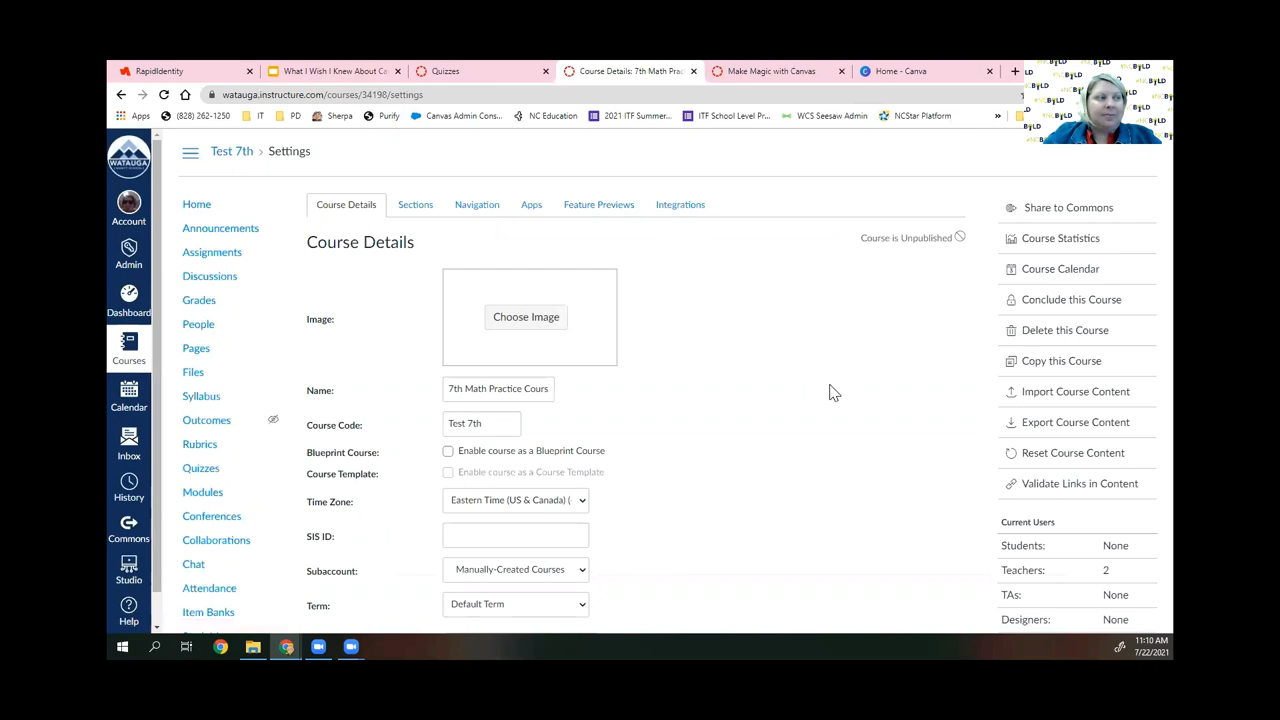 RapidIdentity
What I Wish I Knew About Ca
Quizzes
Course Details: 7th Math Prac
Make Magic with Canvas
Home - Canva
watauga.instructure.com/courses/34198/settings
Apps
(828) 262-1250
IT
PD
Sherpa
Purify
Canvas Admin Cons...
NC Education
2021 ITF Summer...
ITF School Level Pr...
WCS Seesaw Admin
NCStar Platform
»
#NCBOLD
WATAUGA
Account
Admin
Dashboard
Courses
Calendar
Inbox
History
Commons
Studio
Help
Test 7th > Settings
Home
Announcements
Assignments
Discussions
Grades
People
Pages
Files
Syllabus
Outcomes
Rubrics
Quizzes
Modules
Conferences
Collaborations
Chat
Attendance
Item Banks
Course Details
Sections
Navigation
Apps
Feature Previews
Integrations
Course Details
Course is Unpublished
Image:
Choose Image
Name:
7th Math Practice Cours
Course Code:
Test 7th
Blueprint Course:
Enable course as a Blueprint Course
Course Template:
Enable course as a Course Template
Time Zone:
Eastern Time (US & Canada) (
SIS ID:
Subaccount:
Manually-Created Courses
Term:
Default Term
Share to Commons
Course Statistics
Course Calendar
Conclude this Course
Delete this Course
Copy this Course
Import Course Content
Export Course Content
Reset Course Content
Validate Links in Content
Current Users
Students: None
Teachers: 2
TAs: None
Designers: None
11:10 AM
7/22/2021